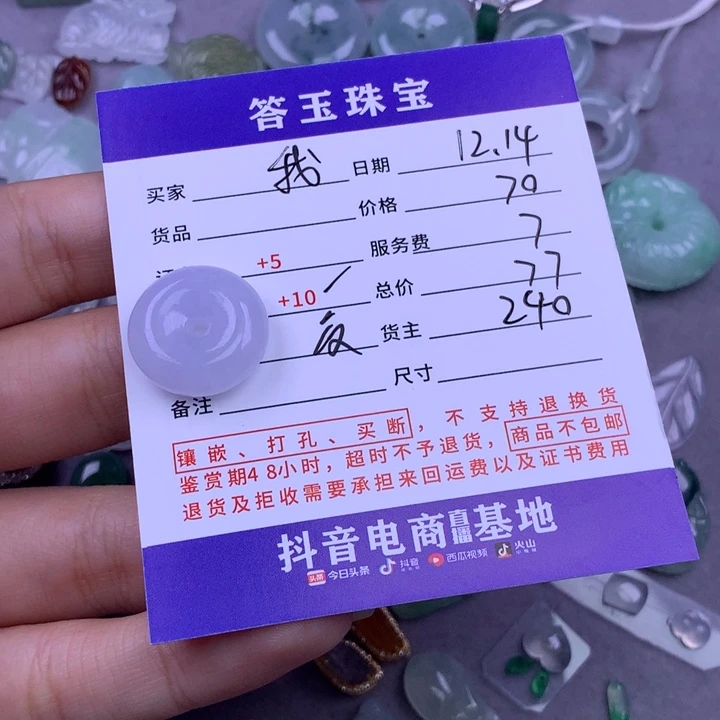 答玉珠宝
买家 我 日期 12.14
货品 价格 70
+5 服务费 7
+10 总价 77
货主 240
备注 尺寸
镶嵌、打孔、买断，不支持退换货
鉴赏期48小时，超时不予退货，商品不包邮
退货及拒收需要承担来回运费以及证书费用
抖音电商直播基地
头条 今日头条 抖音 西瓜视频 火山